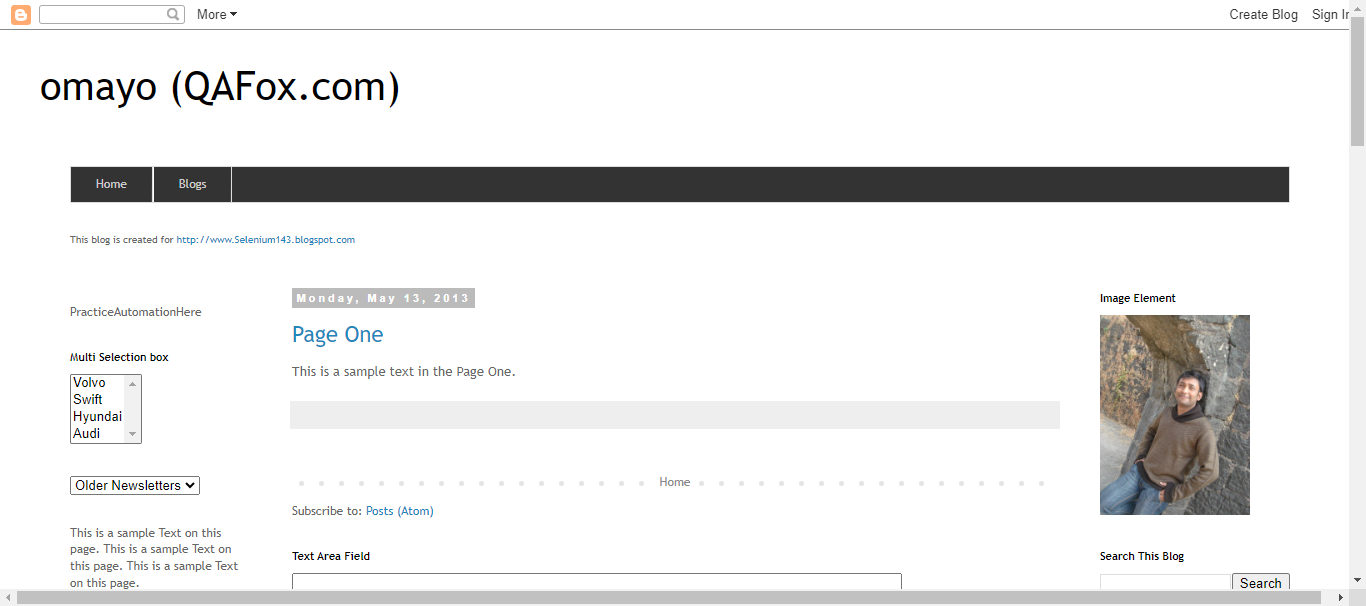 More
Create Blog
Sign In
omayo (QAFox.com)
Home
Blogs
This blog is created for http://www.Selenium143.blogspot.com
PracticeAutomationHere
Multi Selection box
Volvo
Swift
Hyundai
Audi
Older Newsletters
This is a sample Text on this
page. This is a sample Text on
this page. This is a sample Text
on this page.
Monday, May 13, 2013
Page One
This is a sample text in the Page One.
Home
Subscribe to: Posts (Atom)
Text Area Field
Image Element
Search This Blog
Search